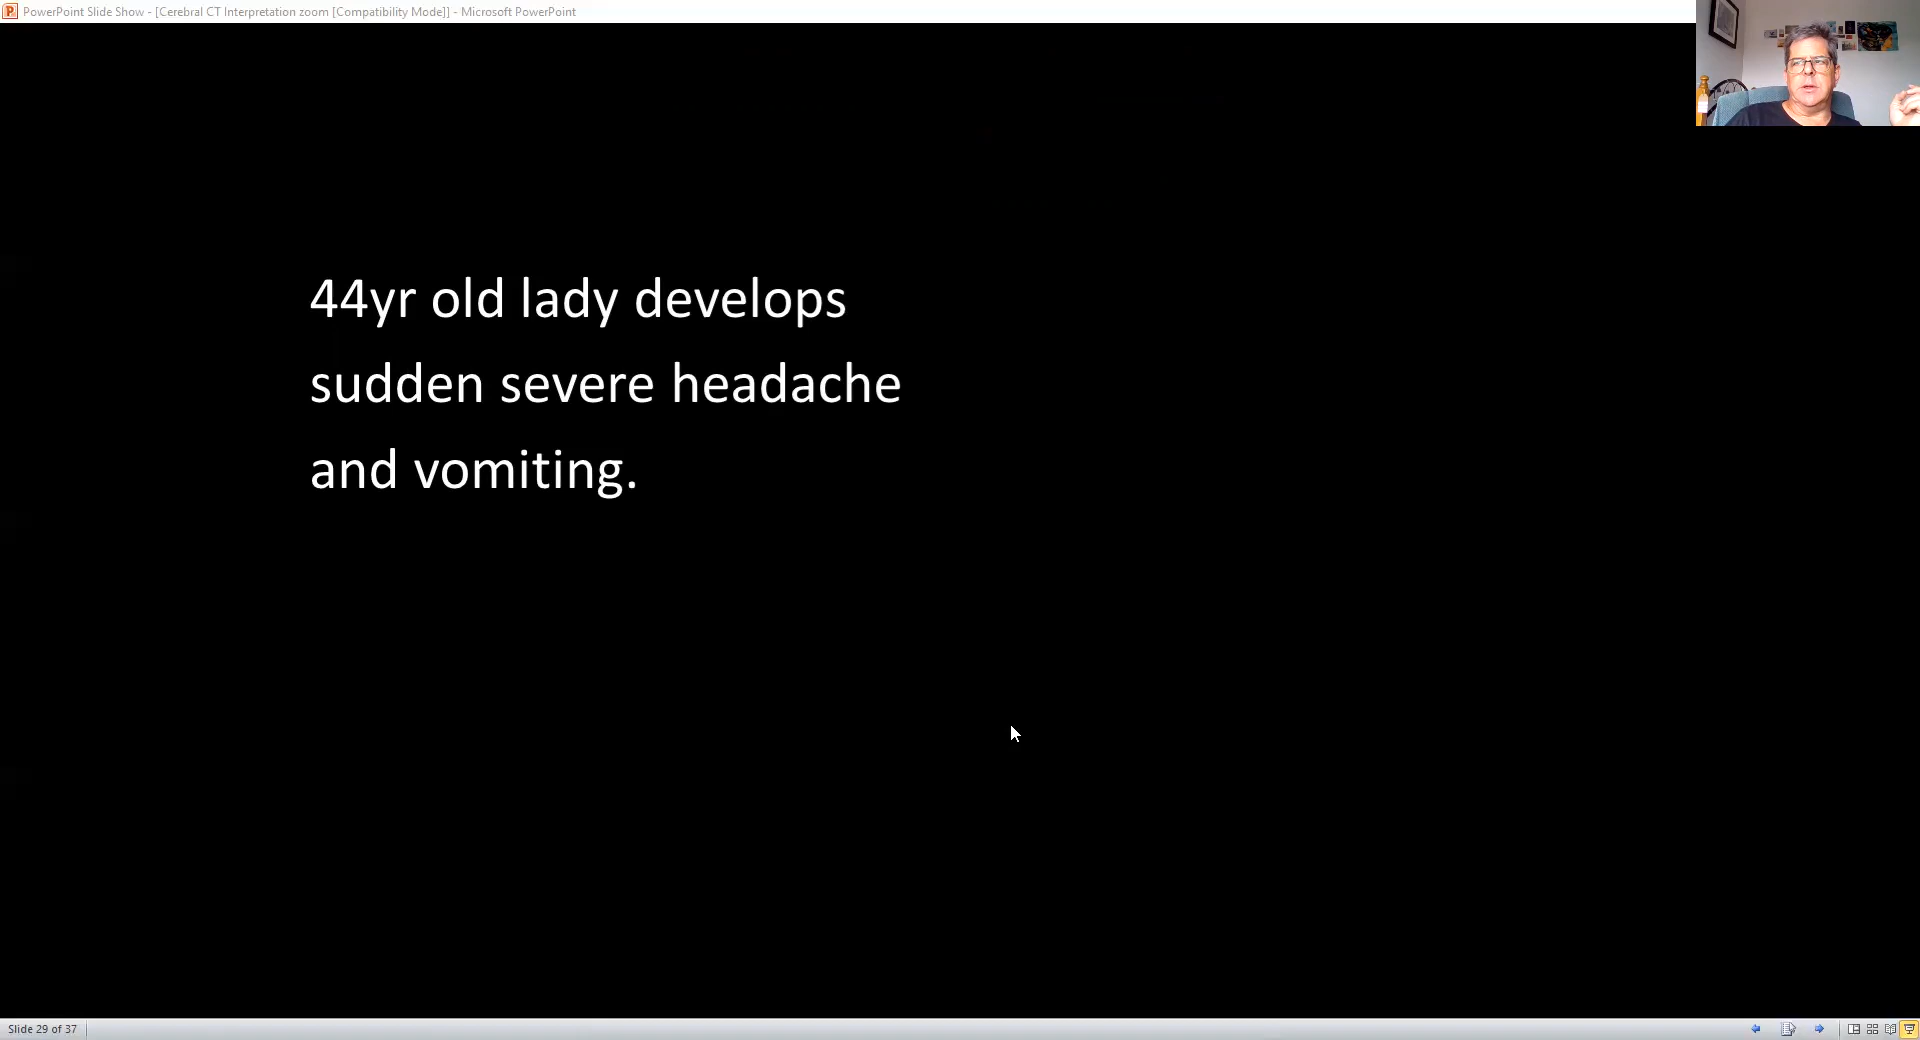 PowerPoint Slide Show - [Cerebral CT Interpretation zoom [Compatibility Mode]] - Microsoft PowerPoint
44yr old lady develops
sudden severe headache
and vomiting.
Slide 29 of 37